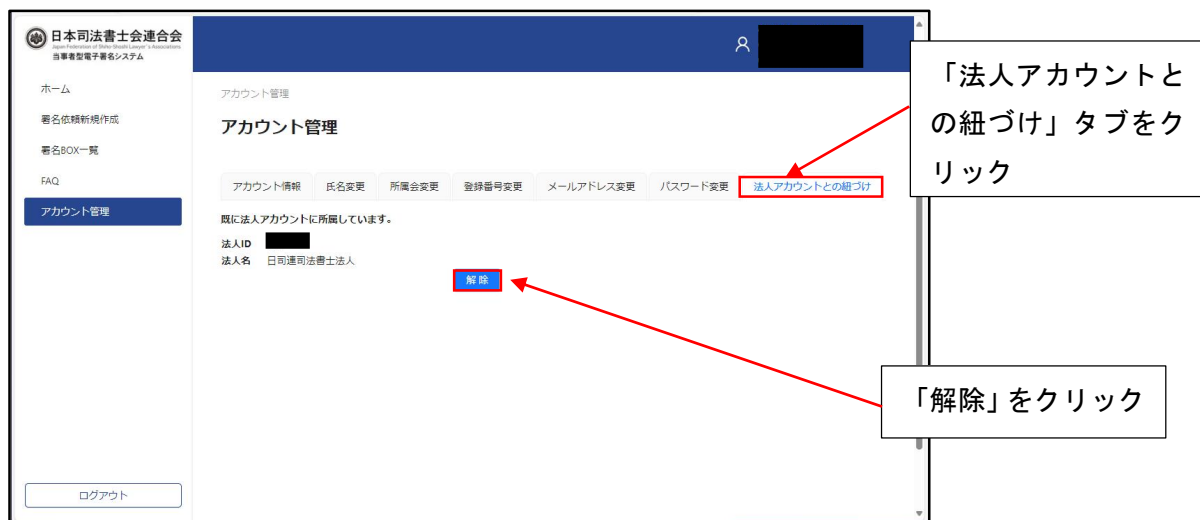 日本司法書士会連合会
Japan Federation of Shiho-Shoshi Lawyer's Associations
当事者型電子署名システム
ホーム
署名依頼新規作成
署名BOX一覧
FAQ
アカウント管理
ログアウト
アカウント管理
アカウント管理
アカウント情報 氏名変更 所属会変更 登録番号変更 メールアドレス変更 パスワード変更 法人アカウントとの紐づけ
既に法人アカウントに所属しています。
法人ID
法人名 日司連司法書士法人
解除
「法人アカウントと
の紐づけ」タブをク
リック
「解除」をクリック